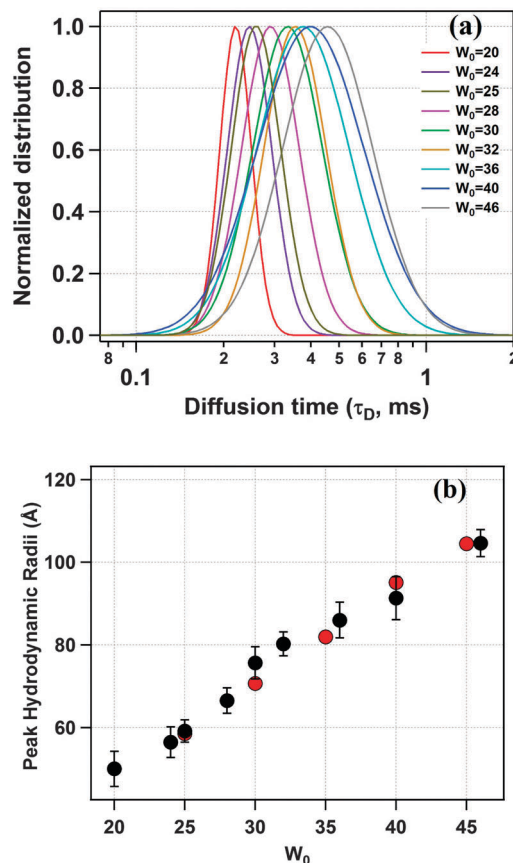 (a)
1.0
0.8
0.6
0.4
0.2
0.0
Normalized distribution
W₀=20
W₀=24
W₀=25
W₀=28
W₀=30
W₀=32
W₀=36
W₀=40
W₀=46
8 0.1 2 3 4 5 6 7 8 1 2
Diffusion time (τ_D, ms)
(b)
120
100
80
60
Peak Hydrodynamic Radii (Å)
20 25 30 35 40 45
W₀